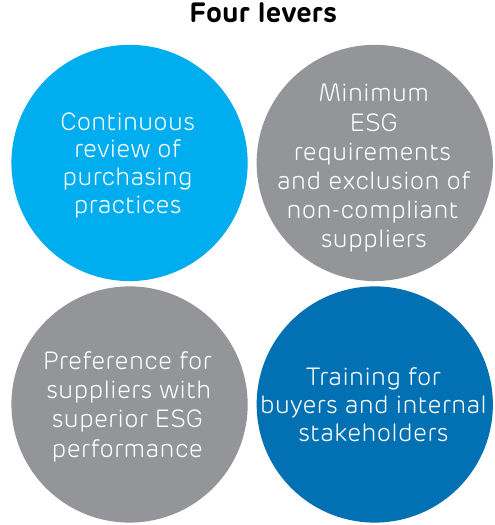 Four levers
Continuous
review of
purchasing
practices
Minimum
ESG
requirements
and exclusion of
non-compliant
suppliers
Preference for
suppliers with
superior ESG
performance
Training for
buyers and internal
stakeholders